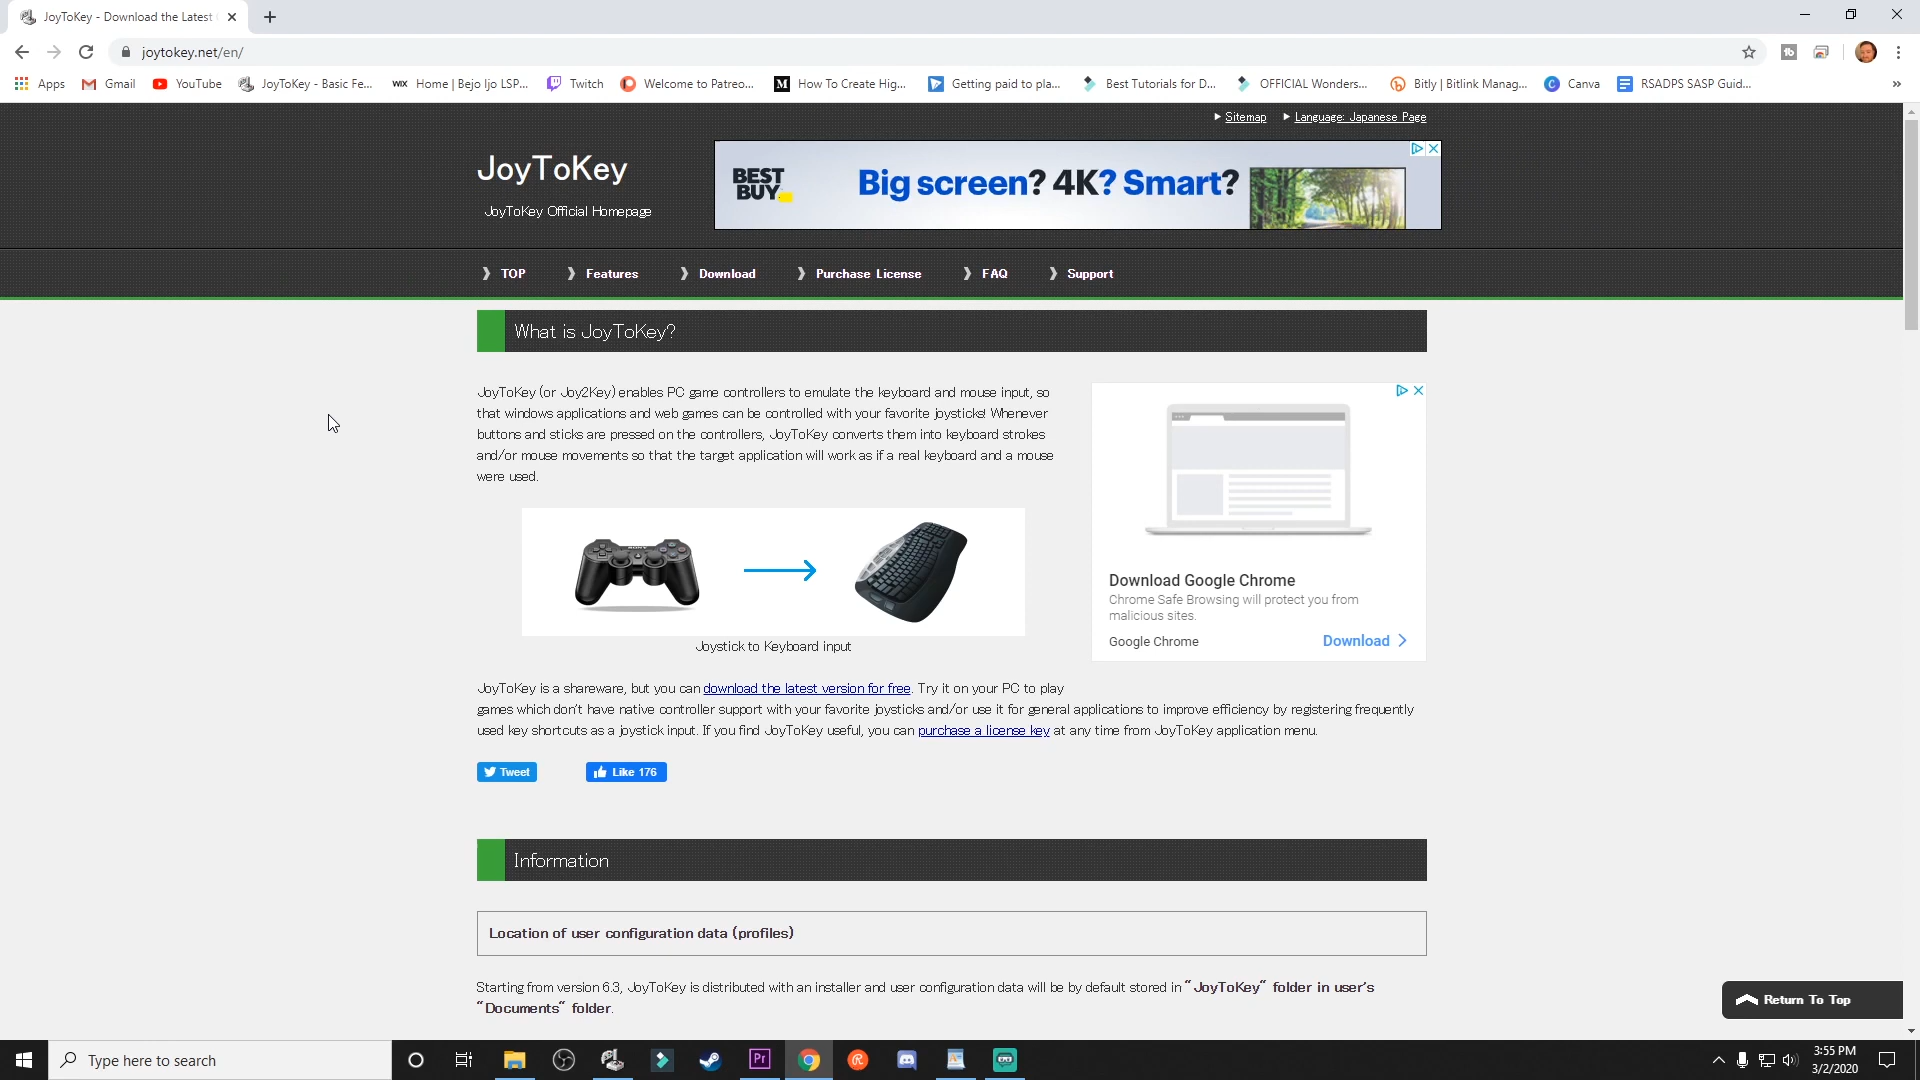 JoyToKey - Download the Latest
joytokey.net/en/
Apps
Gmail
YouTube
JoyToKey - Basic Fe...
WIX Home | Bejo Ijo LSP...
Twitch
Welcome to Patreo...
M How To Create Hig...
Getting paid to pla...
Best Tutorials for D...
OFFICIAL Wonders...
Bitly | Bitlink Manag...
Canva
RSADPS SASP Guid...
Sitemap
Language: Japanese Page
JoyToKey
JoyToKey Official Homepage
BEST
BUY
Big screen? 4K? Smart?
TOP
Features
Download
Purchase License
FAQ
Support
What is JoyToKey?
JoyToKey (or Joy2Key) enables PC game controllers to emulate the keyboard and mouse input, so
that windows applications and web games can be controlled with your favorite joysticks! Whenever
buttons and sticks are pressed on the controllers, JoyToKey converts them into keyboard strokes
and/or mouse movements so that the target application will work as if a real keyboard and a mouse
were used.
SONY
Joystick to Keyboard input
Download Google Chrome
Chrome Safe Browsing will protect you from
malicious sites.
Google Chrome
Download
JoyToKey is a shareware, but you can download the latest version for free. Try it on your PC to play
games which don't have native controller support with your favorite joysticks and/or use it for general applications to improve efficiency by registering frequently
used key shortcuts as a joystick input. If you find JoyToKey useful, you can purchase a license key at any time from JoyToKey application menu.
Tweet
Like 176
Information
Location of user configuration data (profiles)
Starting from version 6.3, JoyToKey is distributed with an installer and user configuration data will be by default stored in "JoyToKey" folder in user's
"Documents" folder.
Return To Top
Type here to search
Pr
3:55 PM
3/2/2020